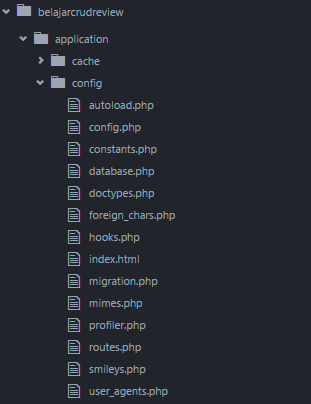 belajarcrudreview
application
cache
config
autoload.php
config.php
constants.php
database.php
doctypes.php
foreign_chars.php
hooks.php
index.html
migration.php
mimes.php
profiler.php
routes.php
smileys.php
user_agents.php